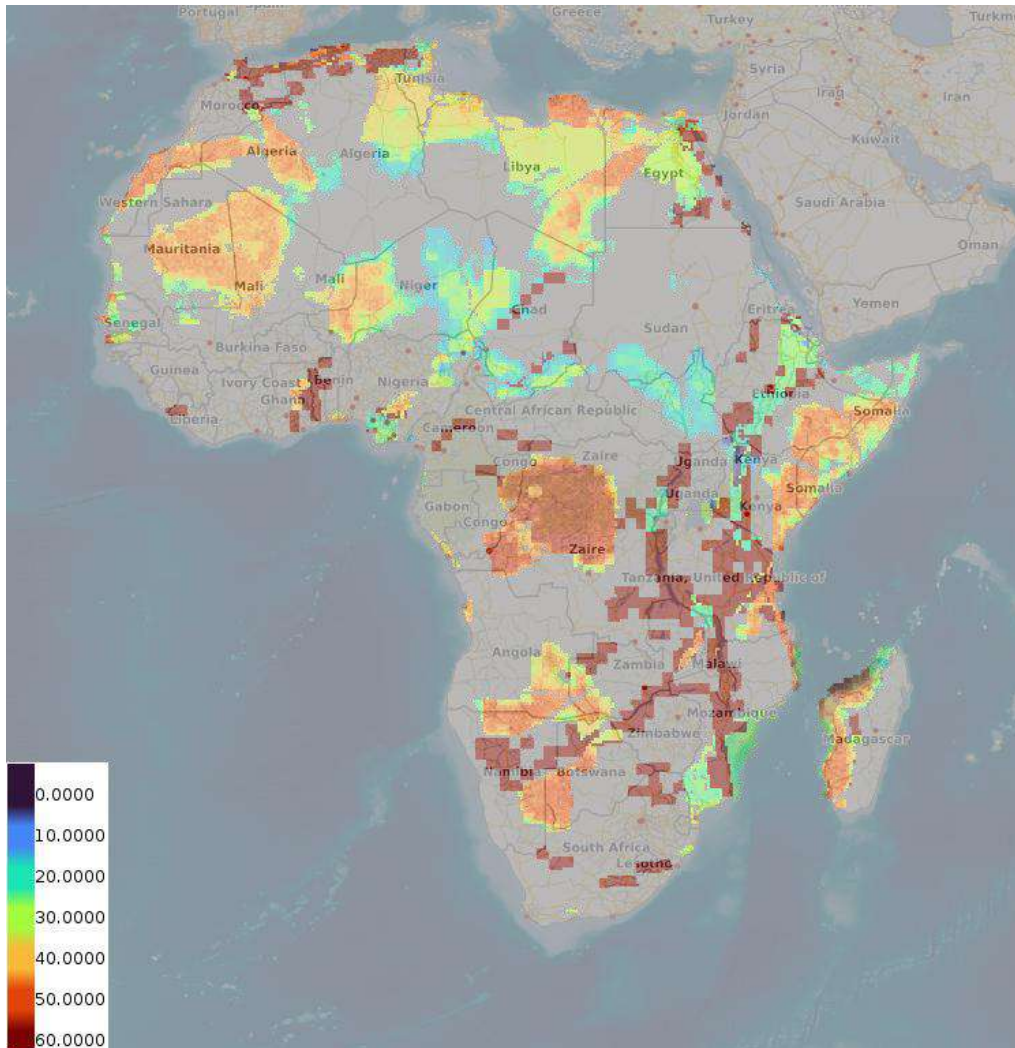 Portugal
Spain
Greece
Turkey
Turkm
Syria
Tunisia
Iraq
Iran
Morocco
Jordan
Kuwait
Algeria
Algeria
Libya
Egypt
Western Sahara
Saudi Arabia
Mauritania
Oman
Mali
Mali
Niger
Chad
Yemen
Eritrea
Senegal
Sudan
Burkina Faso
Guinea
Ivory Coast
Benin
Nigeria
Ghana
Ethiopia
Somalia
Liberia
Central African Republic
Cameroon
Congo
Zaire
Uganda
Kenya
Somalia
Uganda
Gabon
Kenya
Congo
Zaire
Tanzania, United Republic of
Angola
Zambia
Malawi
Mozambique
Zimbabwe
Madagascar
Namibia
Botswana
South Africa
Lesotho
0.0000
10.0000
20.0000
30.0000
40.0000
50.0000
60.0000